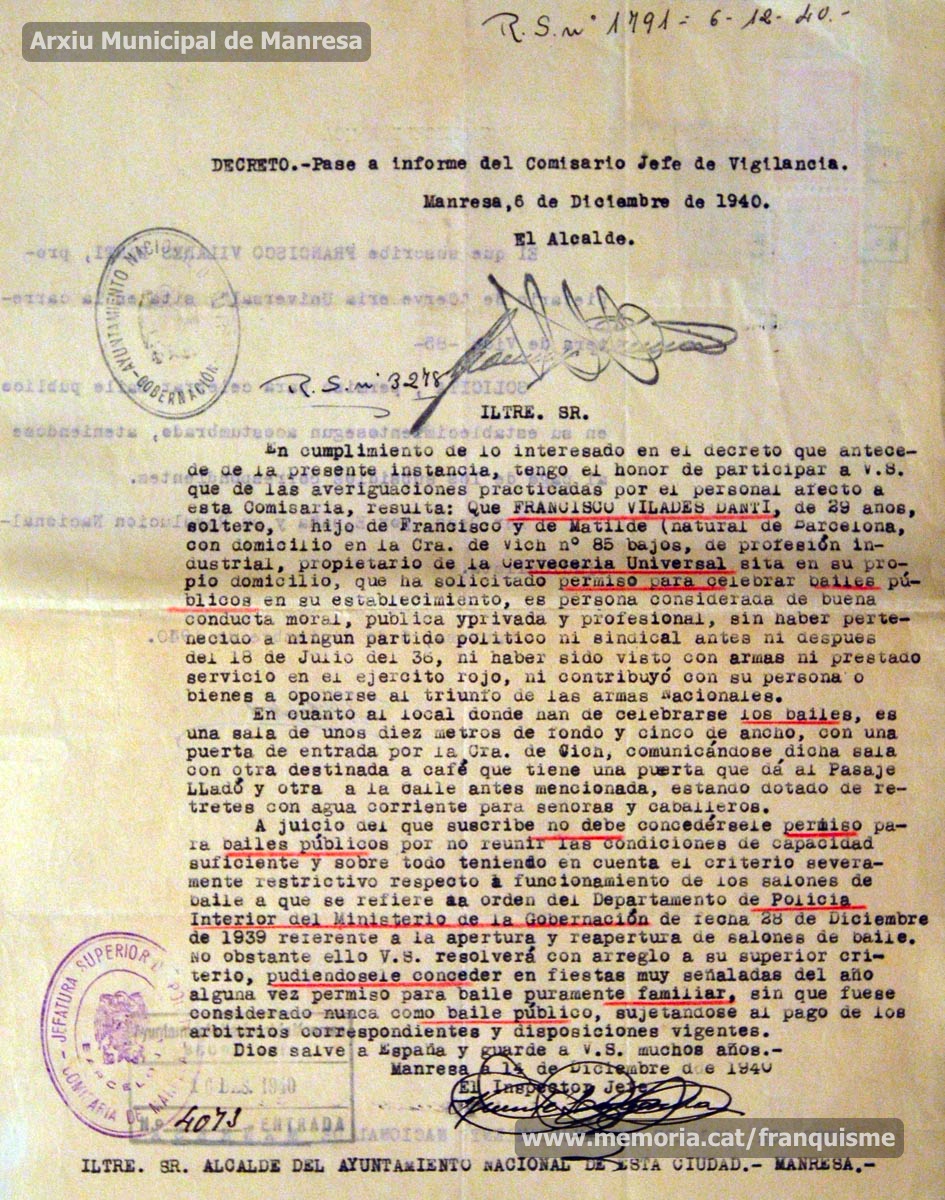 Arxiu Municipal de Manresa
R.S. nº 1791 - 6-12-40.-
DECRETO.-Pase a informe del Comisario Jefe de Vigilancia.
Manresa,6 de Diciembre de 1940.
El Alcalde.
AYUNTAMIENTO NACIONAL
GOBERNACIÓN
R.S. nº 3278
ILTRE. SR.
En cumplimiento de lo interesado en el decreto que antece-
de de la presente instancia, tengo el honor de participar a V.S.
que de las averiguaciones practicadas por el personal afecto a
esta Comisaria, resulta: Que FRANCISCO VILADES DANTI, de 29 anos,
soltero, hijo de Francisco y de Matilde (natural de Barcelona,
con domicilio en la Cra. de Vich nº 85 bajos, de profesión in-
dustrial, propietario de la Cerveceria Universal sita en su pro-
pio domicilio, que ha solicitado permiso para celebrar bailes pú-
blicos en su establecimiento, es persona considerada de buena
conducta moral, publica yprivada y profesional, sin haber perte-
necido a ningun partido politico ni sindical antes ni despues
del 18 de Julio del 36, ni haber sido visto con armas ni prestado
servicio en el ejercito rojo, ni contribuyó con su persona o
bienes a oponerse al triunfo de las armas Nacionales.
En cuanto al local donde han de celebrarse los bailes, es
una sala de unos diez metros de fondo y cinco de ancho, con una
puerta de entrada por la Cra. de Vich, comunicándose dicha sala
con otra destinada a café que tiene una puerta que dá al Pasaje
LLadó y otra a la calle antes mencionada, estando dotado de re-
tretes con agua corriente para senoras y caballeros.
A juicio del que suscribe no debe concedérsele permiso pa-
ra bailes públicos por no reunir las condiciones de capacidad
suficiente y sobre todo teniendo en cuenta el criterio severa-
mente restrictivo respecto à funcionamiento de los salones de
baile a que se refiere la orden del Departamento de Policia
Interior del Ministerio de la Gobernación de fecha 28 de Diciembre
de 1939 referente a la apertura y reapertura de salones de baile.
No obstante ello V.S. resolverá con arreglo a su superior cri-
terio, pudiendosele conceder en fiestas muy señaladas del año
alguna vez permiso para baile puramente familiar, sin que fuese
considerado nunca como baile público, sujetandose al pago de los
arbitrios correspondientes y disposiciones vigentes.
Dios salve a España y guarde a V.S. muchos años.-
Manresa a 14 de Diciembre de 1940
El Inspector Jefe
JEFATURA SUPERIOR
BARCELONA
COMISARIA DE MANRESA
16 DIC. 1940
Nº 4073 ENTRADA
www.memoria.cat/franquisme
ILTRE. SR. ALCALDE DEL AYUNTAMIENTO NACIONAL DE ESTA CIUDAD.- MANRESA.-